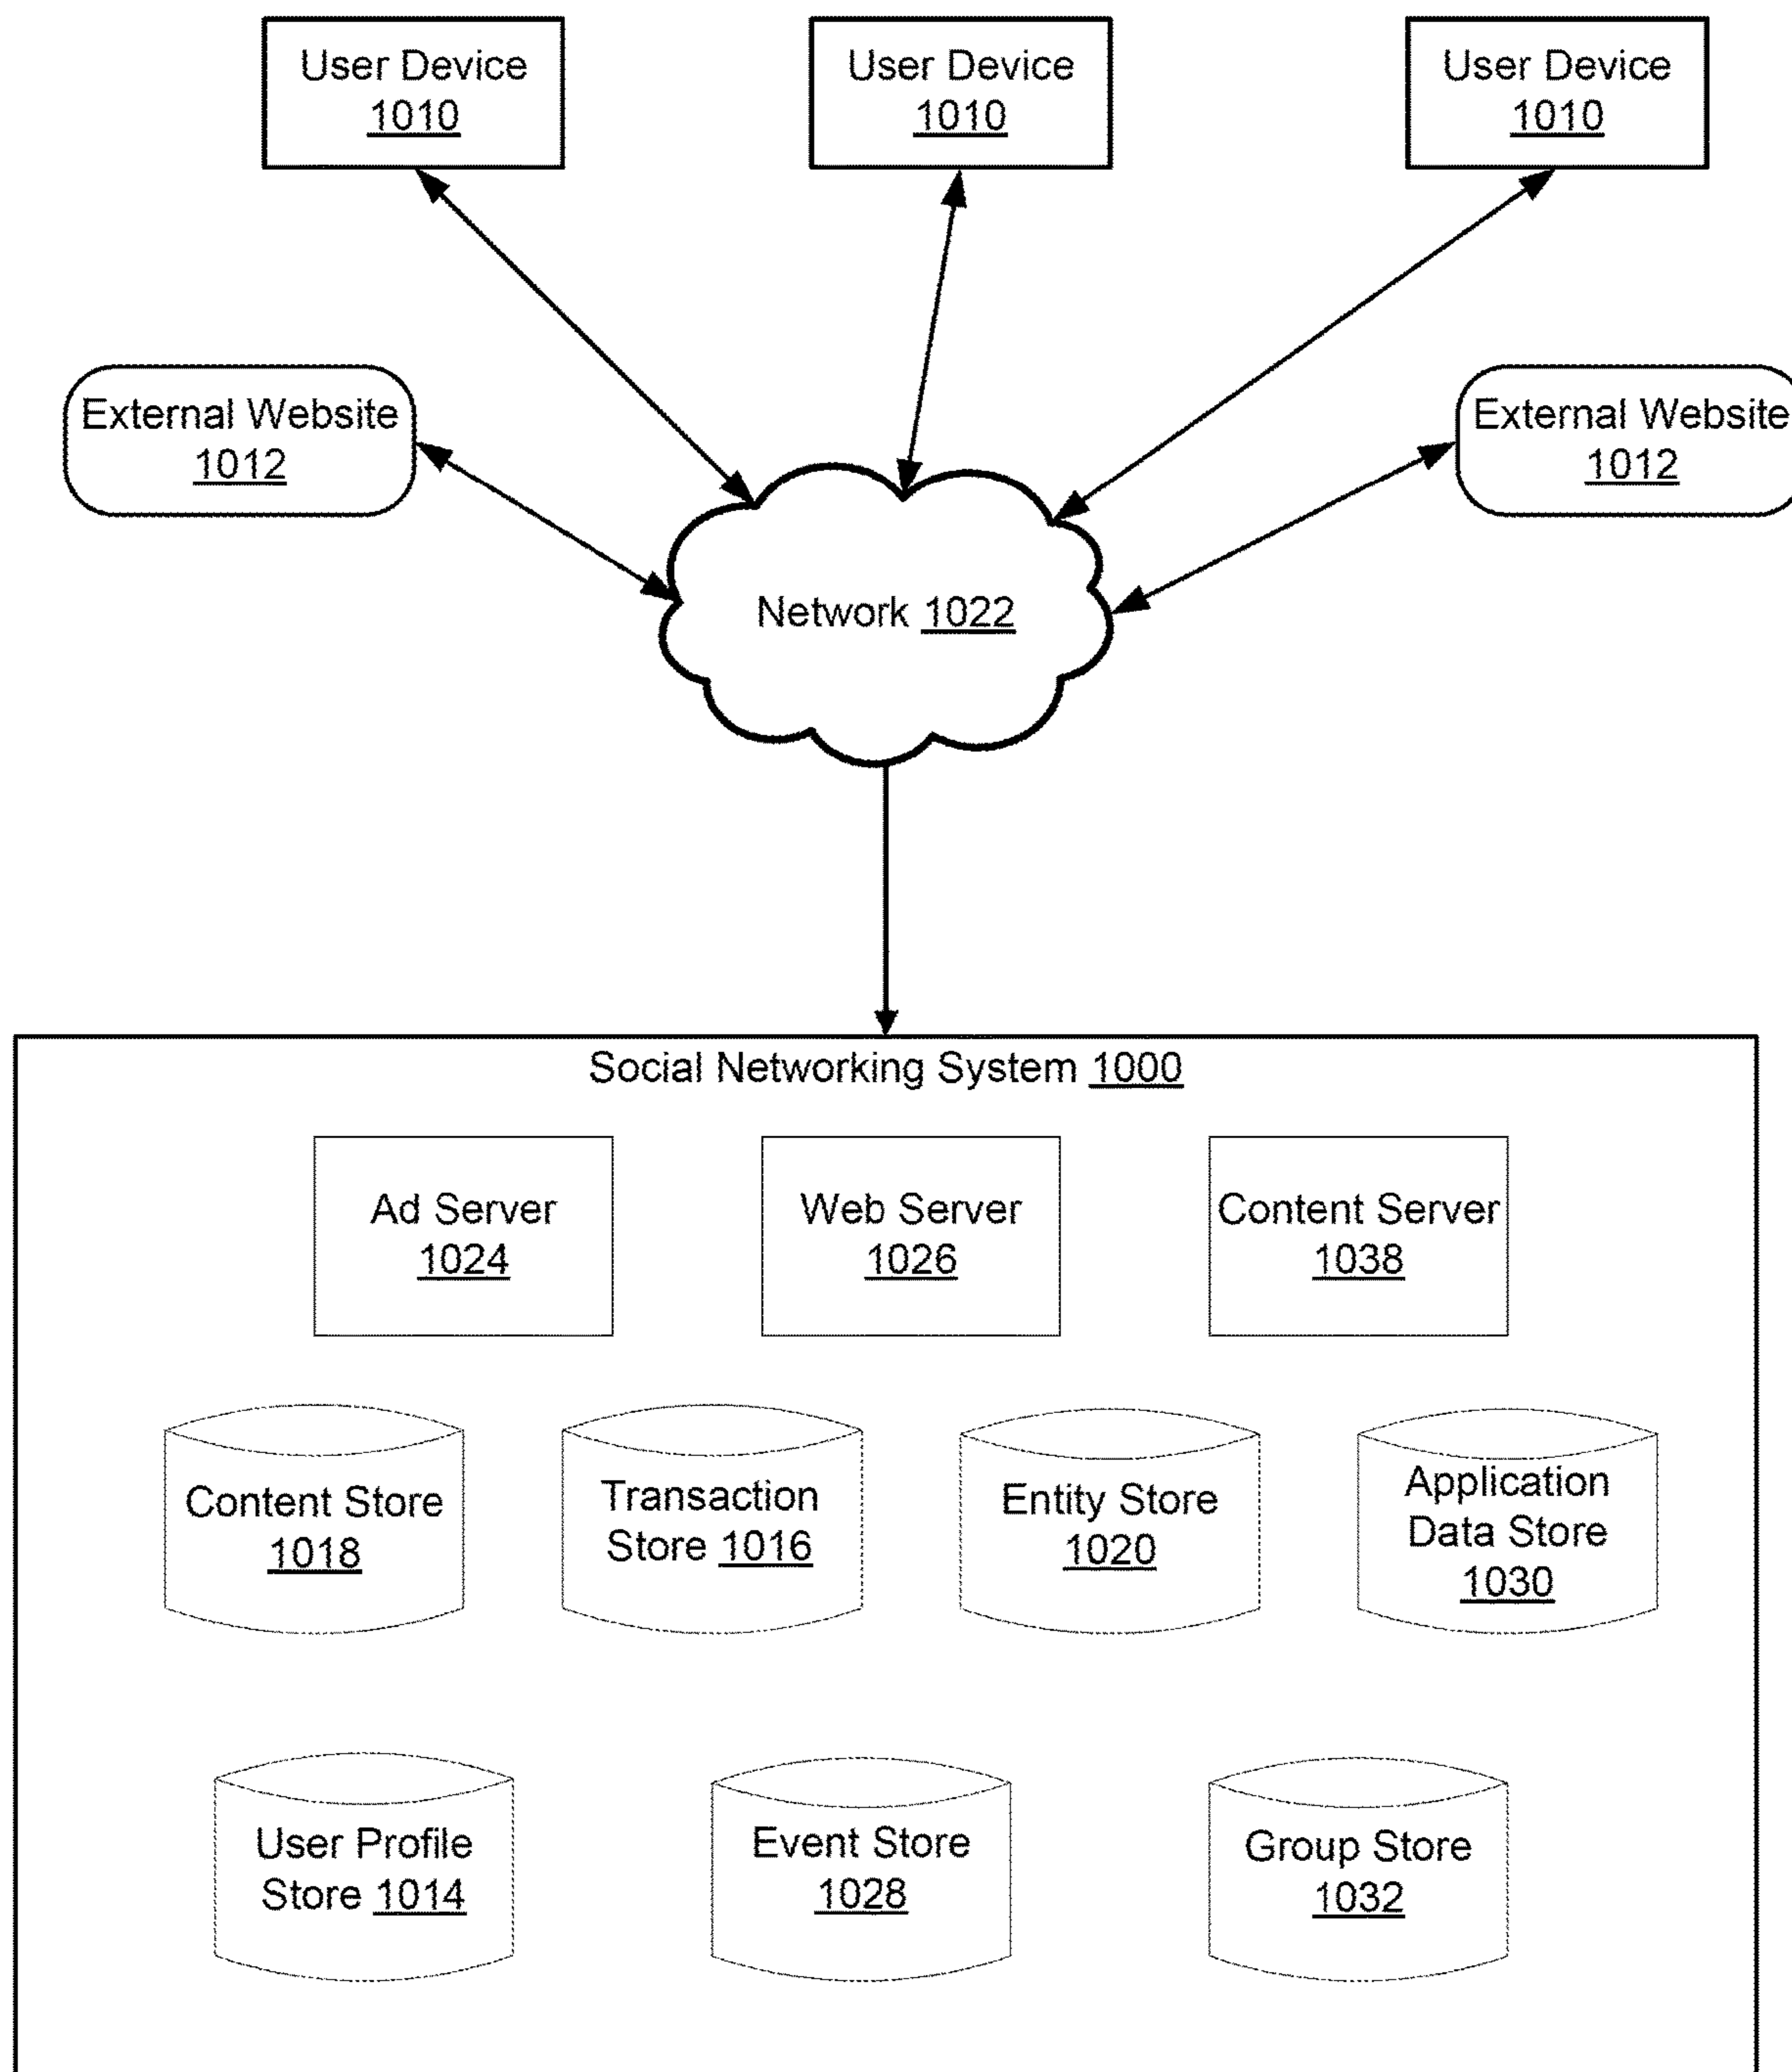 User Device
1010
User Device
1010
User Device
1010
External Website
1012
External Website
1012
Network 1022
Social Networking System 1000
Ad Server
1024
Web Server
1026
Content Server
1038
Content Store
1018
Transaction
Store 1016
Entity Store
1020
Application
Data Store
1030
User Profile
Store 1014
Event Store
1028
Group Store
1032